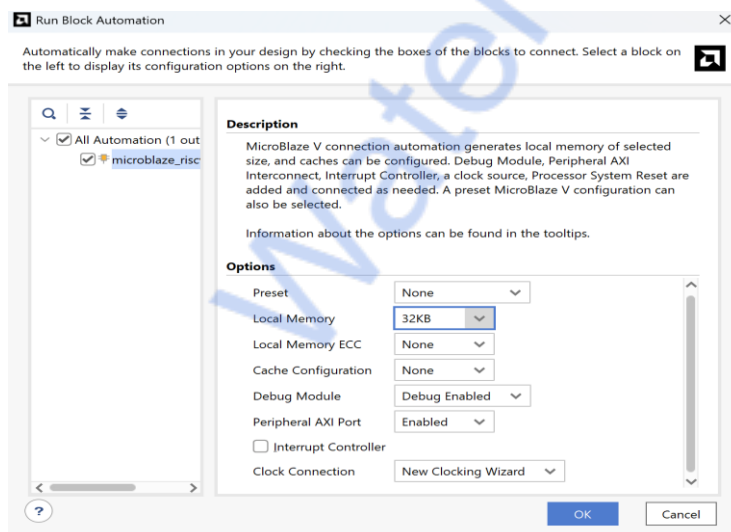 Run Block Automation
Automatically make connections in your design by checking the boxes of the blocks to connect. Select a block on
the left to display its configuration options on the right.
All Automation (1 out
microblaze_risc
Description
MicroBlaze V connection automation generates local memory of selected
size, and caches can be configured. Debug Module, Peripheral AXI
Interconnect, Interrupt Controller, a clock source, Processor System Reset are
added and connected as needed. A preset MicroBlaze V configuration can
also be selected.
Information about the options can be found in the tooltips.
Options
Preset None
Local Memory 32KB
Local Memory ECC None
Cache Configuration None
Debug Module Debug Enabled
Peripheral AXI Port Enabled
Interrupt Controller
Clock Connection New Clocking Wizard
?
OK Cancel
Wate